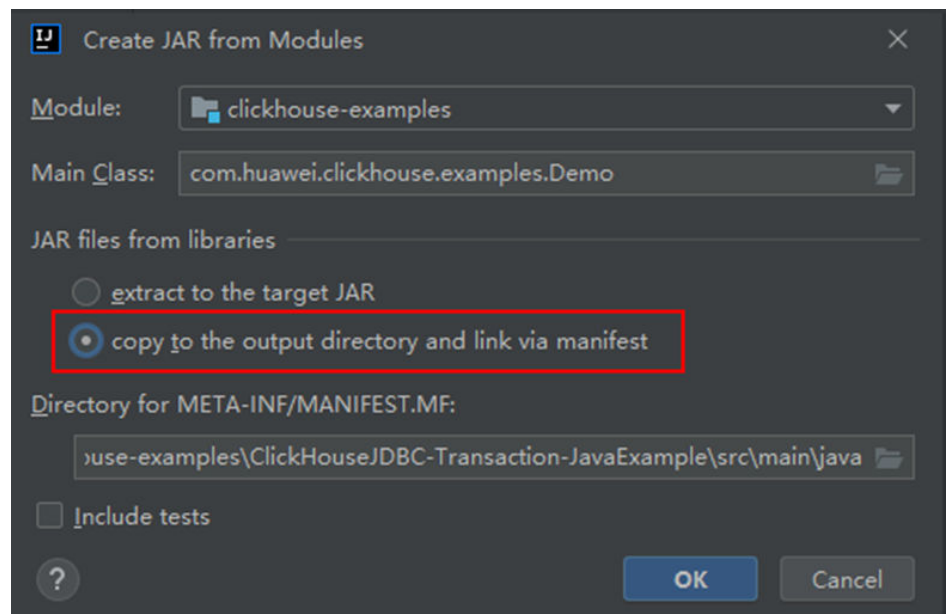 IJ Create JAR from Modules
Module: clickhouse-examples
Main Class: com.huawei.clickhouse.examples.Demo
JAR files from libraries
extract to the target JAR
copy to the output directory and link via manifest
Directory for META-INF/MANIFEST.MF:
ouse-examples\ClickHouseJDBC-Transaction-JavaExample\src\main\java
Include tests
? OK Cancel